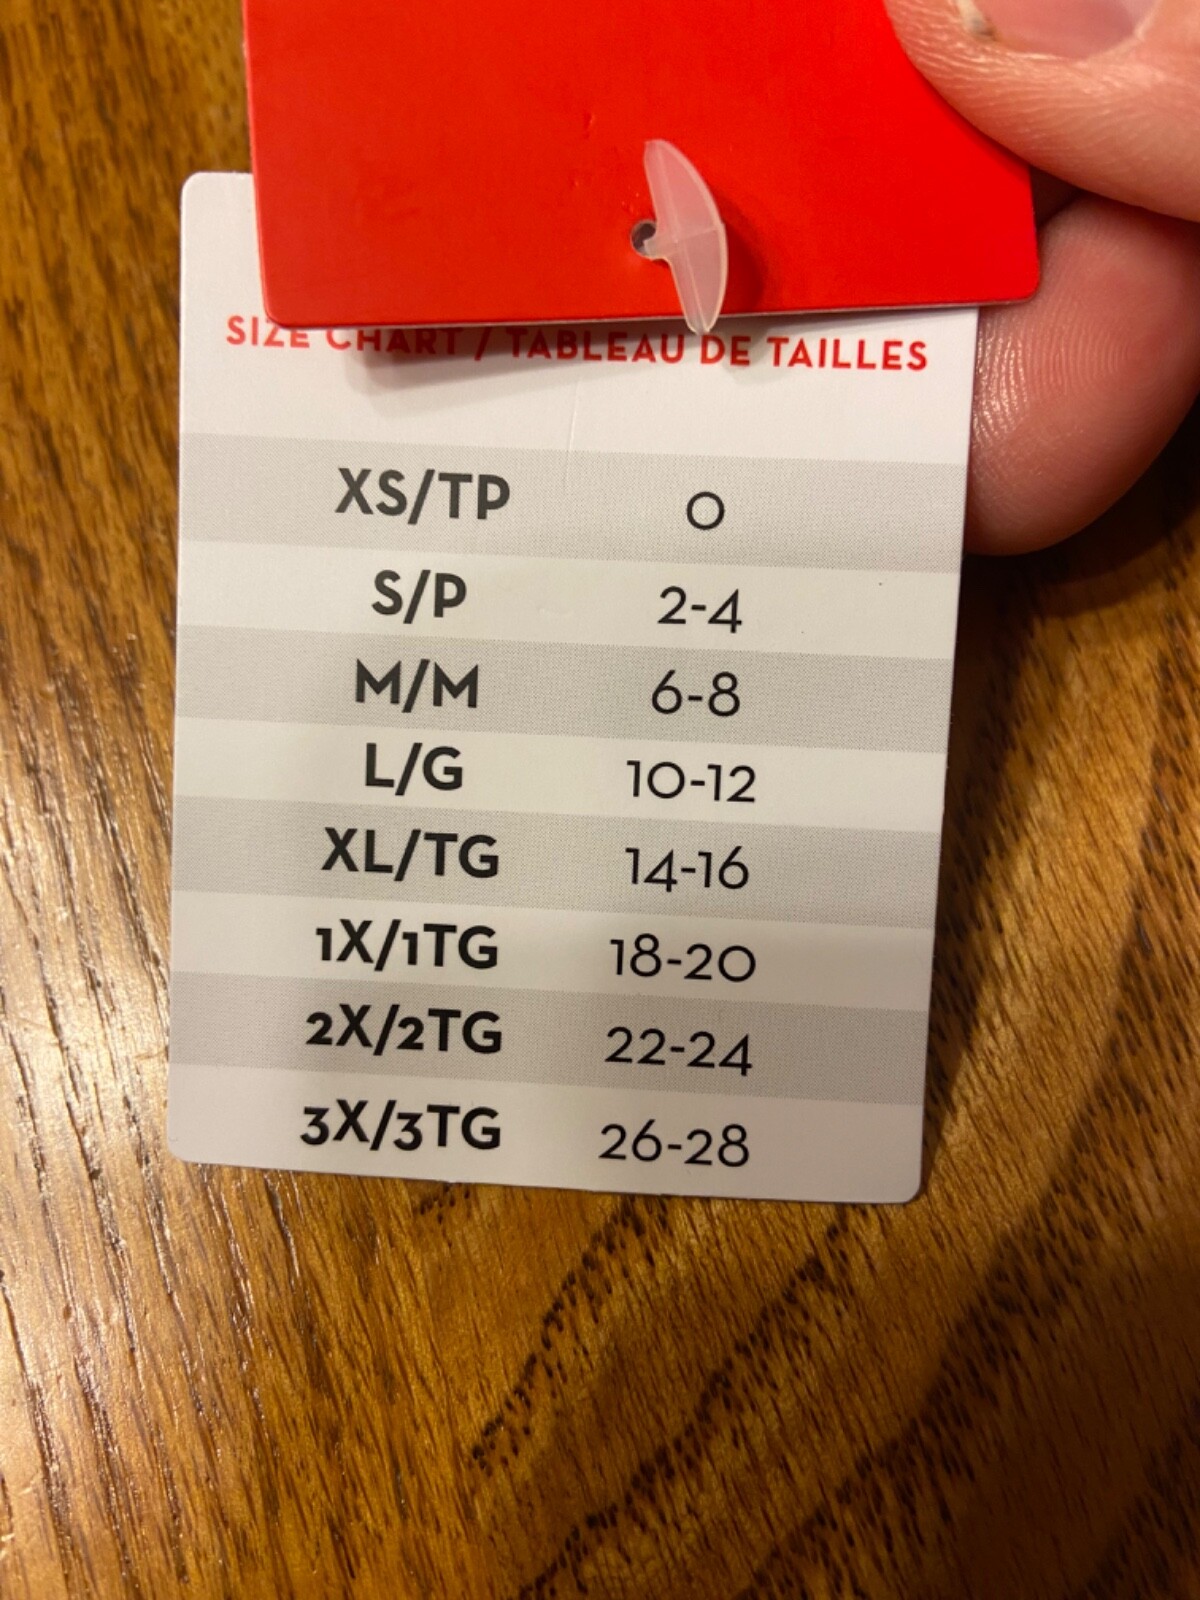 SIZE CHART / TABLEAU DE TAILLES
XS/TP 0
S/P 2-4
M/M 6-8
L/G 10-12
XL/TG 14-16
1X/1TG 18-20
2X/2TG 22-24
3X/3TG 26-28